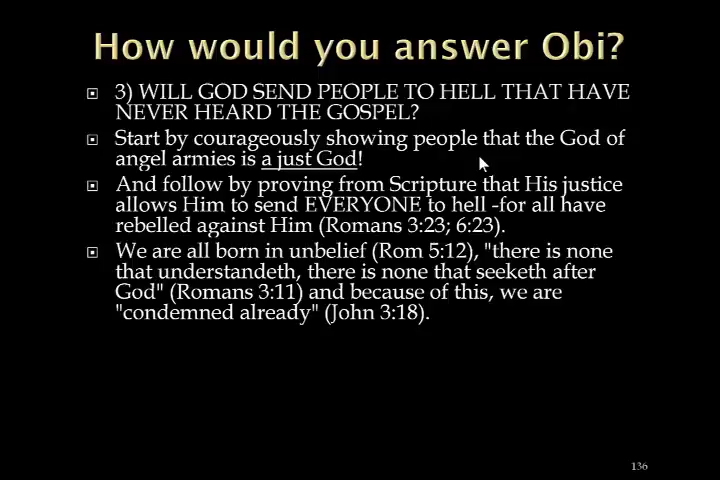 How would you answer Obi?
3) WILL GOD SEND PEOPLE TO HELL THAT HAVE
NEVER HEARD THE GOSPEL?
Start by courageously showing people that the God of
angel armies is a just God!
And follow by proving from Scripture that His justice
allows Him to send EVERYONE to hell -for all have
rebelled against Him (Romans 3:23; 6:23).
We are all born in unbelief (Rom 5:12), "there is none
that understandeth, there is none that seeketh after
God" (Romans 3:11) and because of this, we are
"condemned already" (John 3:18).
136